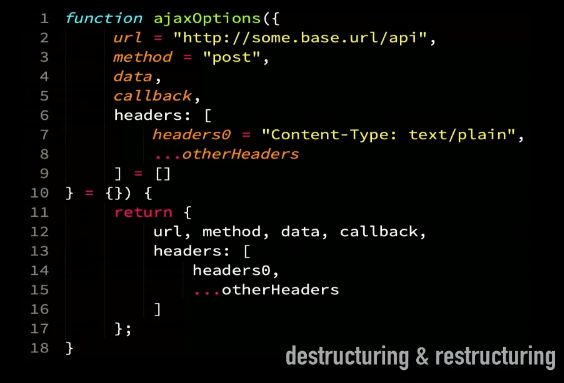 1 function ajaxOptions({
2 url = "http://some.base.url/api",
3 method = "post",
4 data,
5 callback,
6 headers: [
7 headers0 = "Content-Type: text/plain",
8 ...otherHeaders
9 ] = []
10 } = {}) {
11 return {
12 url, method, data, callback,
13 headers: [
14 headers0,
15 ...otherHeaders
16 ]
17 };
18 }
destructuring & restructuring